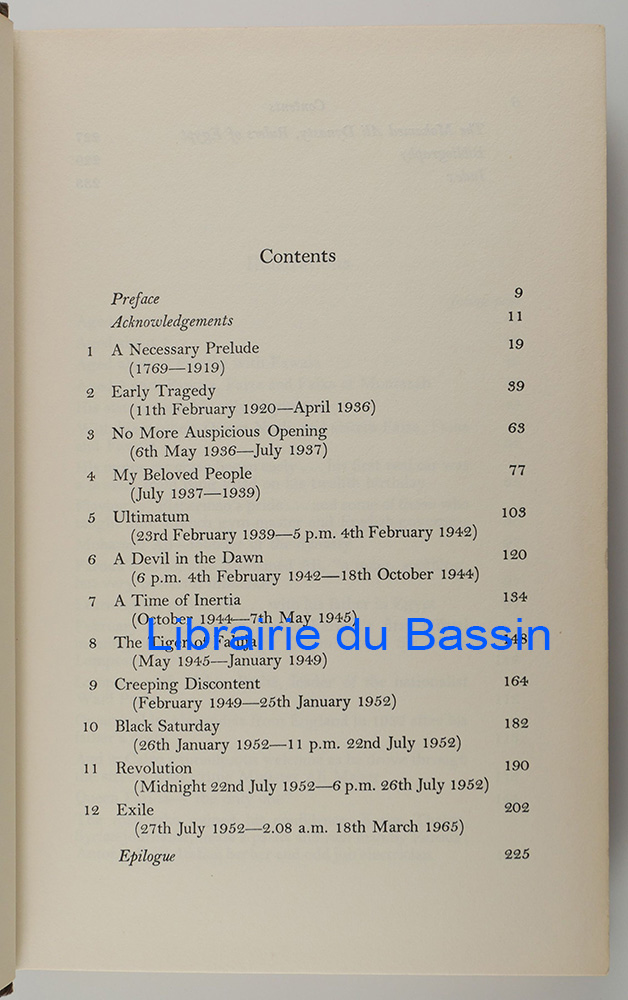 Contents
Preface 9
Acknowledgements 11
1 A Necessary Prelude 19
(1769—1919)
2 Early Tragedy 39
(11th February 1920—April 1936)
3 No More Auspicious Opening 63
(6th May 1936—July 1937)
4 My Beloved People 77
(July 1937—1939)
5 Ultimatum 103
(23rd February 1939—5 p.m. 4th February 1942)
6 A Devil in the Dawn 120
(6 p.m. 4th February 1942—18th October 1944)
7 A Time of Inertia 134
(October 1944—7th May 1945)
Librairie du Bassin
8 The Tiger of Faluja 148
(May 1945—January 1949)
9 Creeping Discontent 164
(February 1949—25th January 1952)
10 Black Saturday 182
(26th January 1952—11 p.m. 22nd July 1952)
11 Revolution 190
(Midnight 22nd July 1952—6 p.m. 26th July 1952)
12 Exile 202
(27th July 1952—2.08 a.m. 18th March 1965)
Epilogue 225